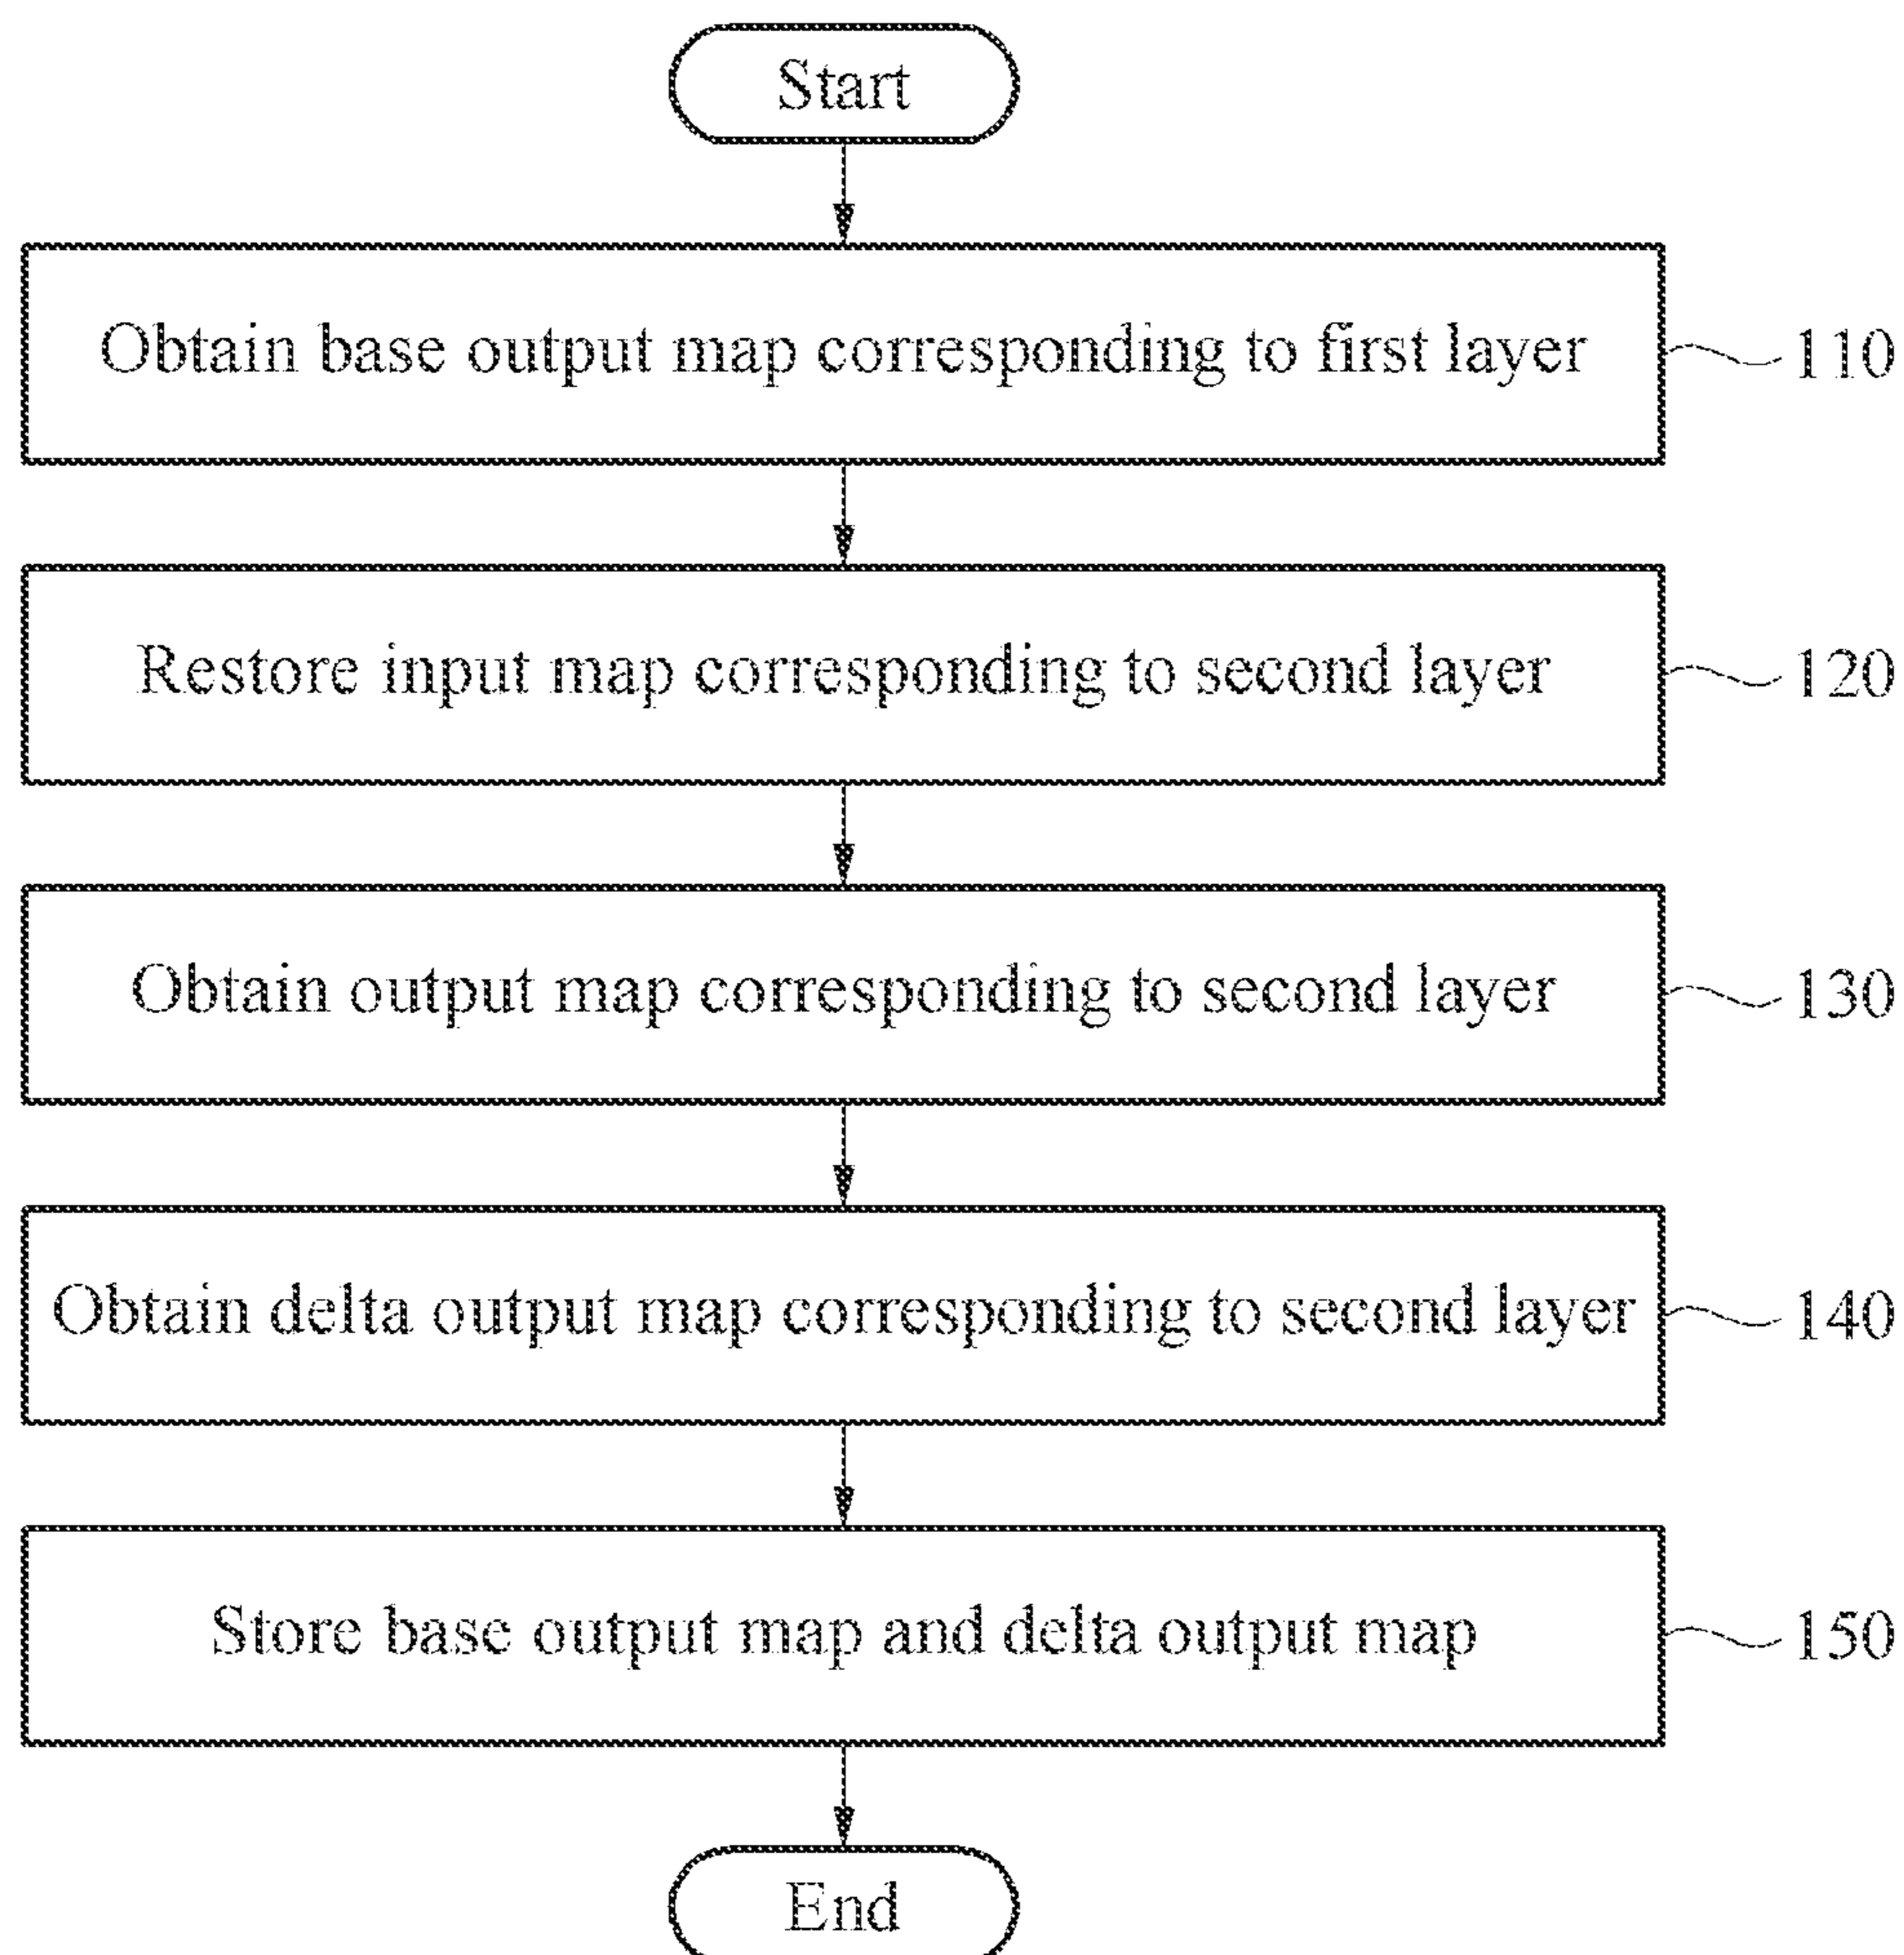 Start
Obtain base output map corresponding to first layer
110
Restore input map corresponding to second layer
120
Obtain output map corresponding to second layer
130
Obtain delta output map corresponding to second layer
140
Store base output map and delta output map
150
End